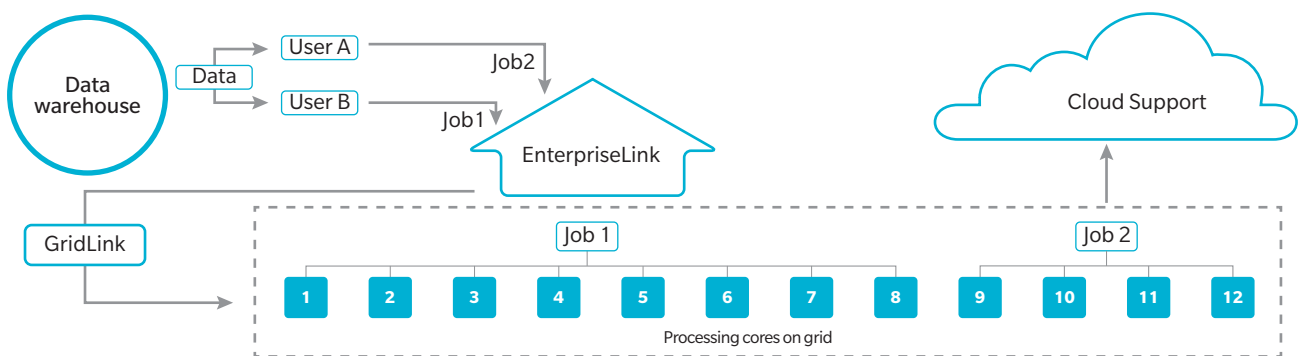 Data
warehouse
Data
User A
User B
Job2
Job1
EnterpriseLink
Cloud Support
GridLink
Job 1
Job 2
1 2 3 4 5 6 7 8 9 10 11 12
Processing cores on grid